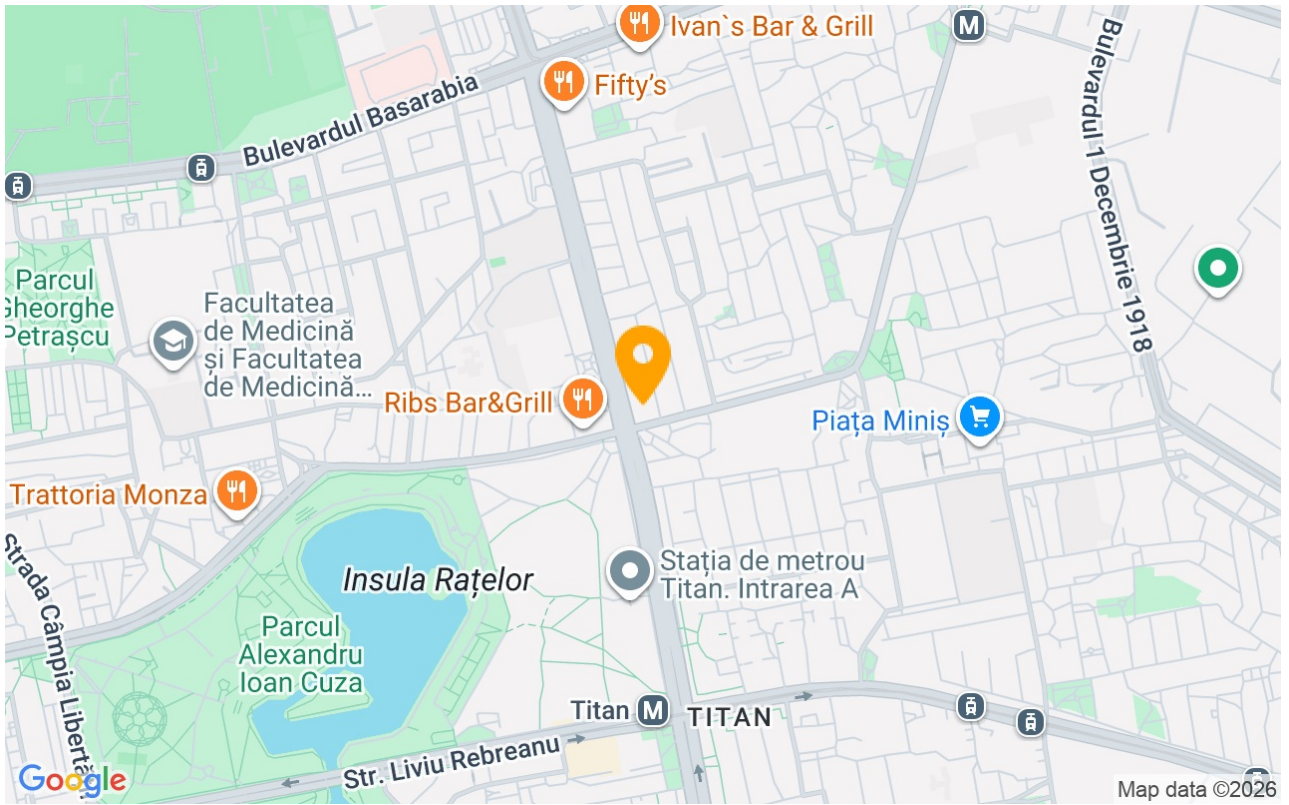 Ivan`s Bar & Grill
M
Fifty's
Bulevardul Basarabia
Bulevardul 1 Decembrie 1918
Parcul
Gheorghe
Petrașcu
Facultatea
de Medicină
și Facultatea
de Medicină...
Ribs Bar&Grill
Piața Miniș
Trattoria Monza
Strada Câmpia
Insula Rațelor
Stația de metrou
Titan. Intrarea A
Parcul
Alexandru
Ioan Cuza
Titan M
TITAN
Str. Liviu Rebreanu
Google
Map data ©2026